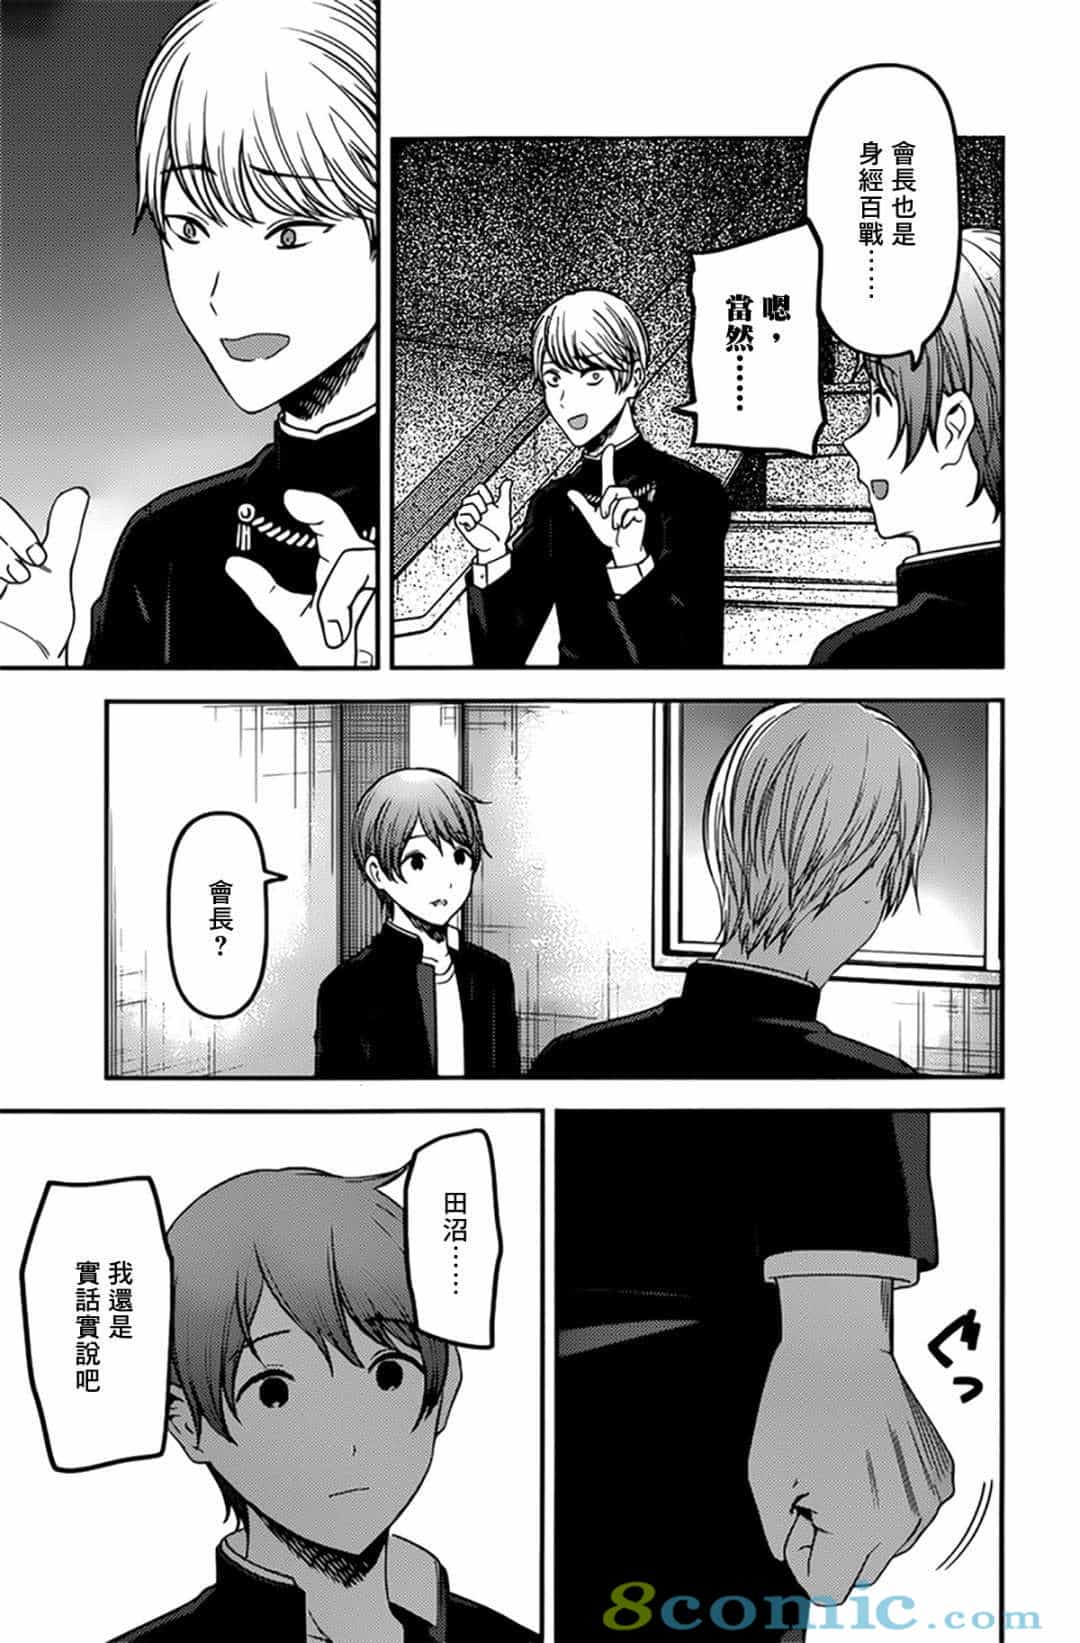 會長也是
身經百戰……
嗯，
當然……
會長？
ぐっ
田沼……
我還是
實話實說吧
8comic.com